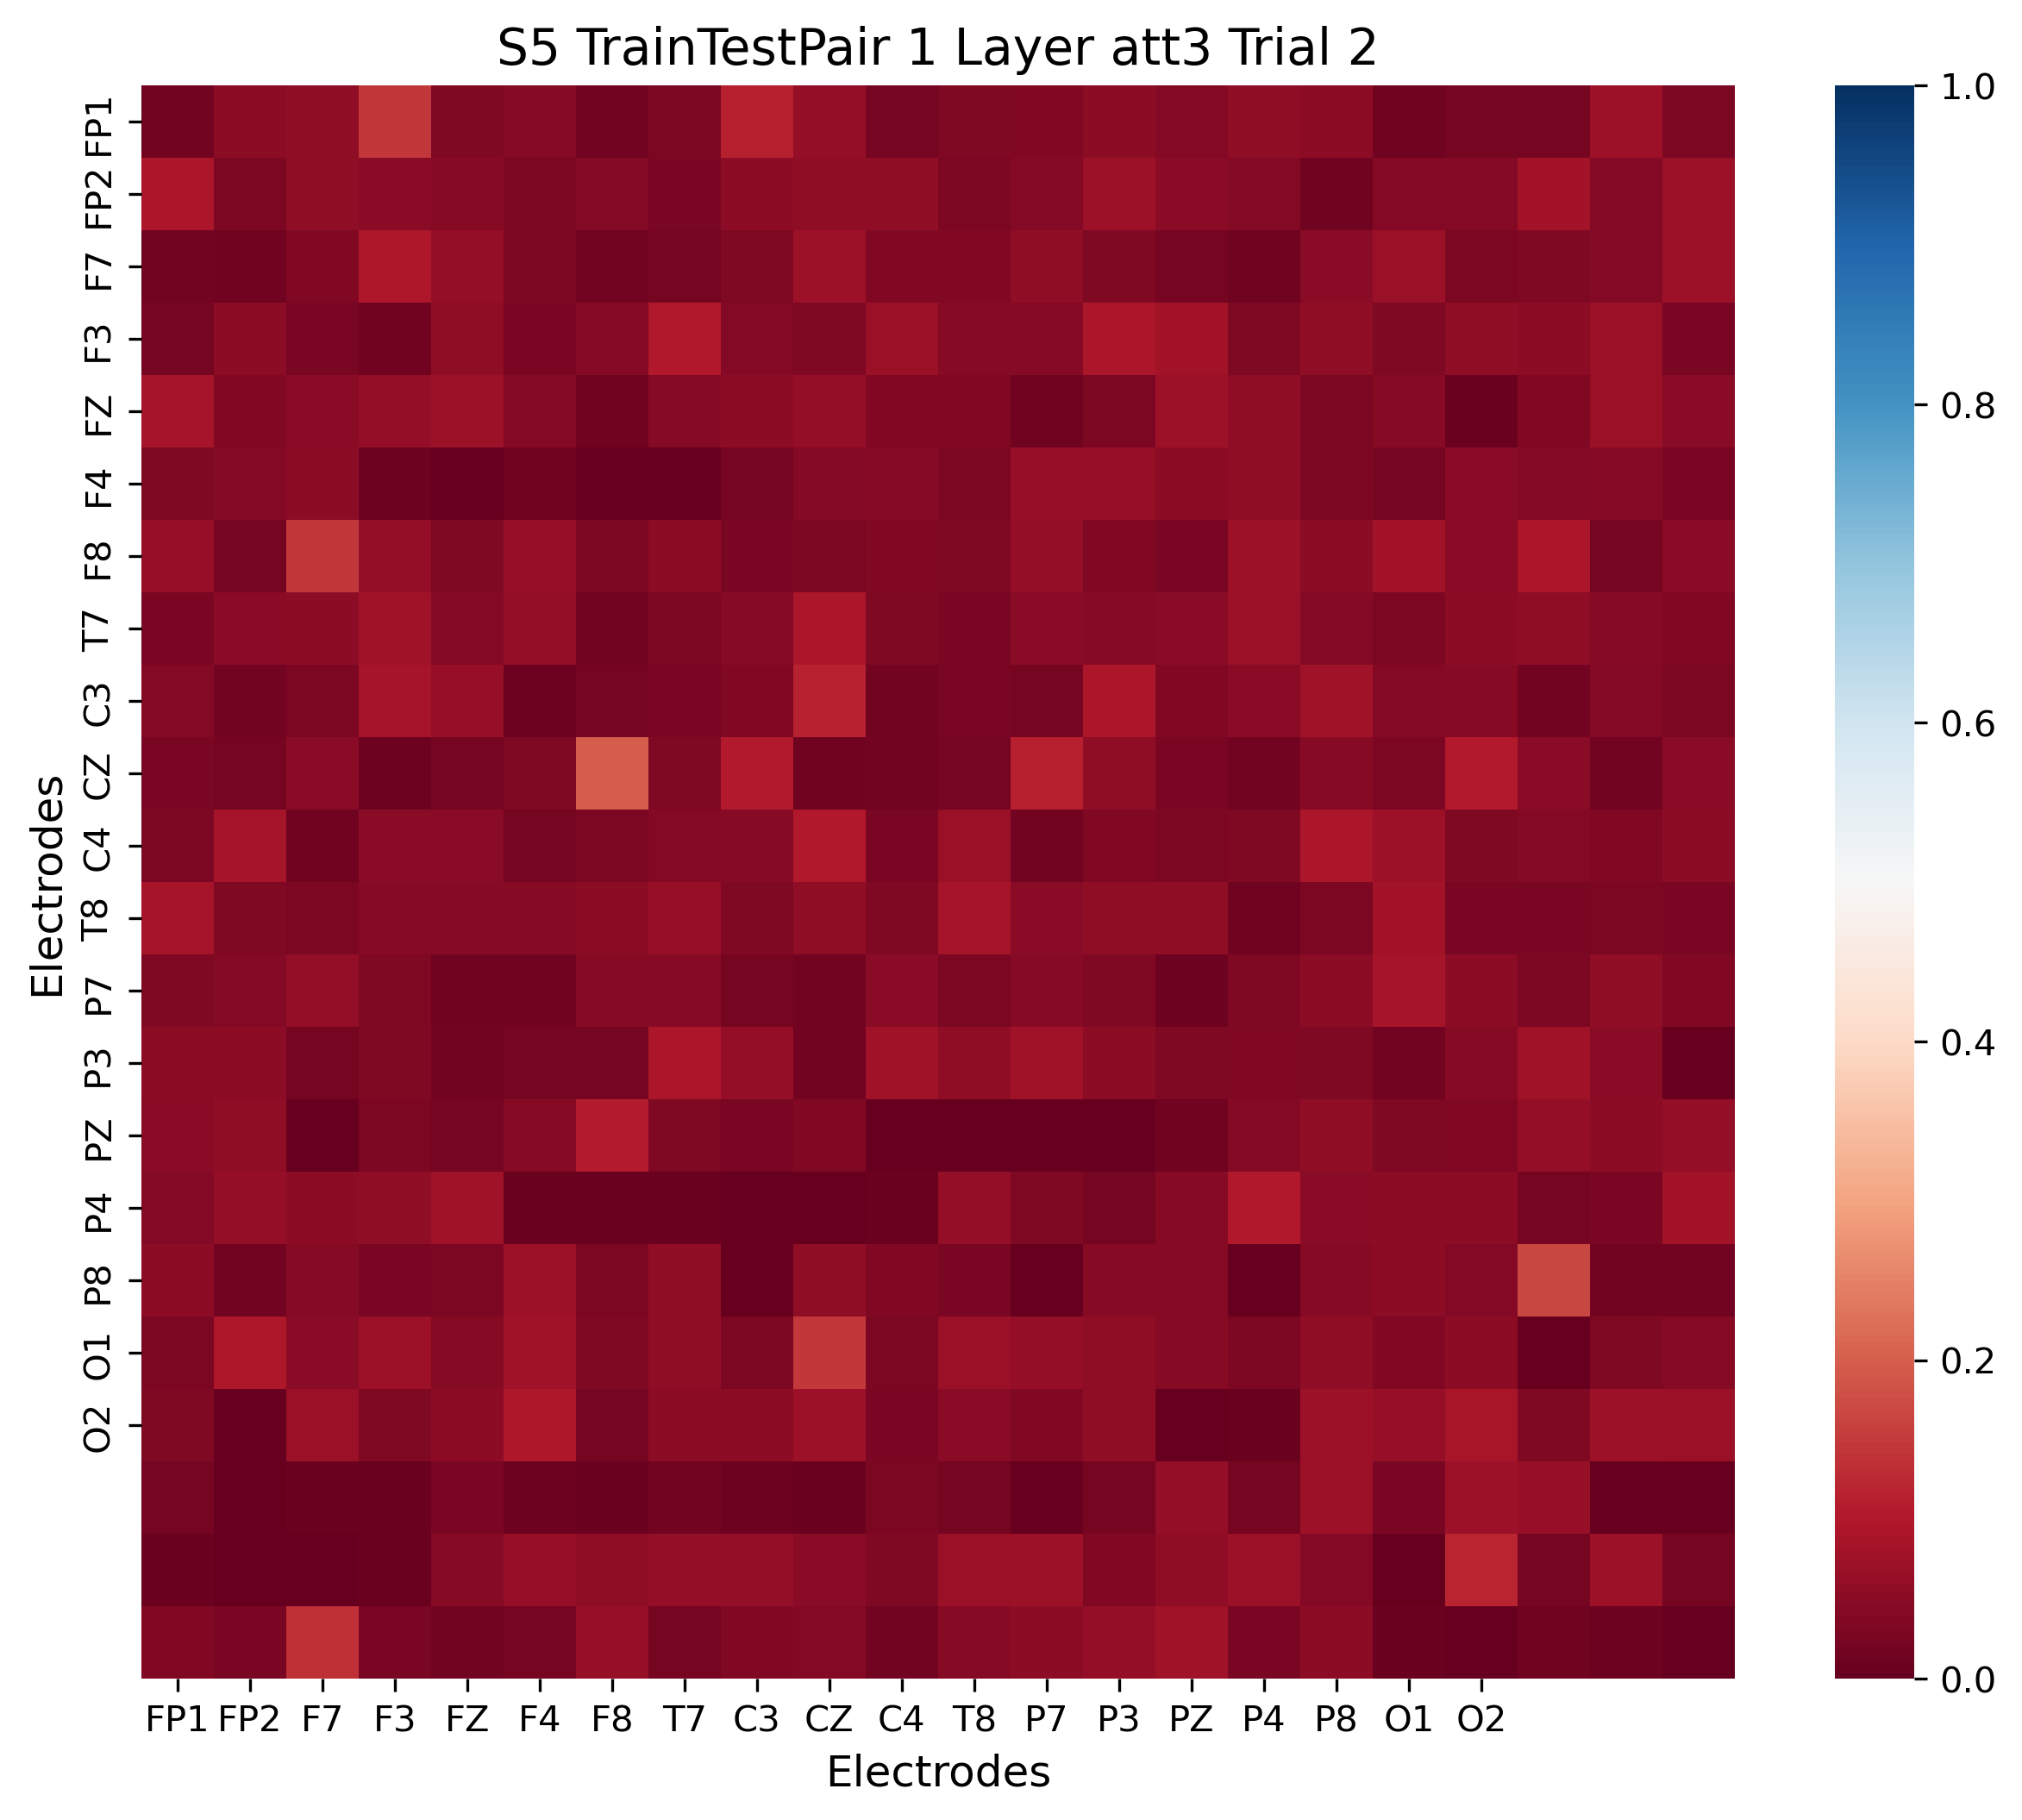 S5 TrainTestPair 1 Layer att3 Trial 2
Electrodes
FP1
FP2
F7
F3
FZ
F4
F8
T7
C3
CZ
C4
T8
P7
P3
PZ
P4
P8
O1
O2
FP1 FP2 F7 F3 FZ F4 F8 T7 C3 CZ C4 T8 P7 P3 PZ P4 P8 O1 O2
Electrodes
1.0
0.8
0.6
0.4
0.2
0.0